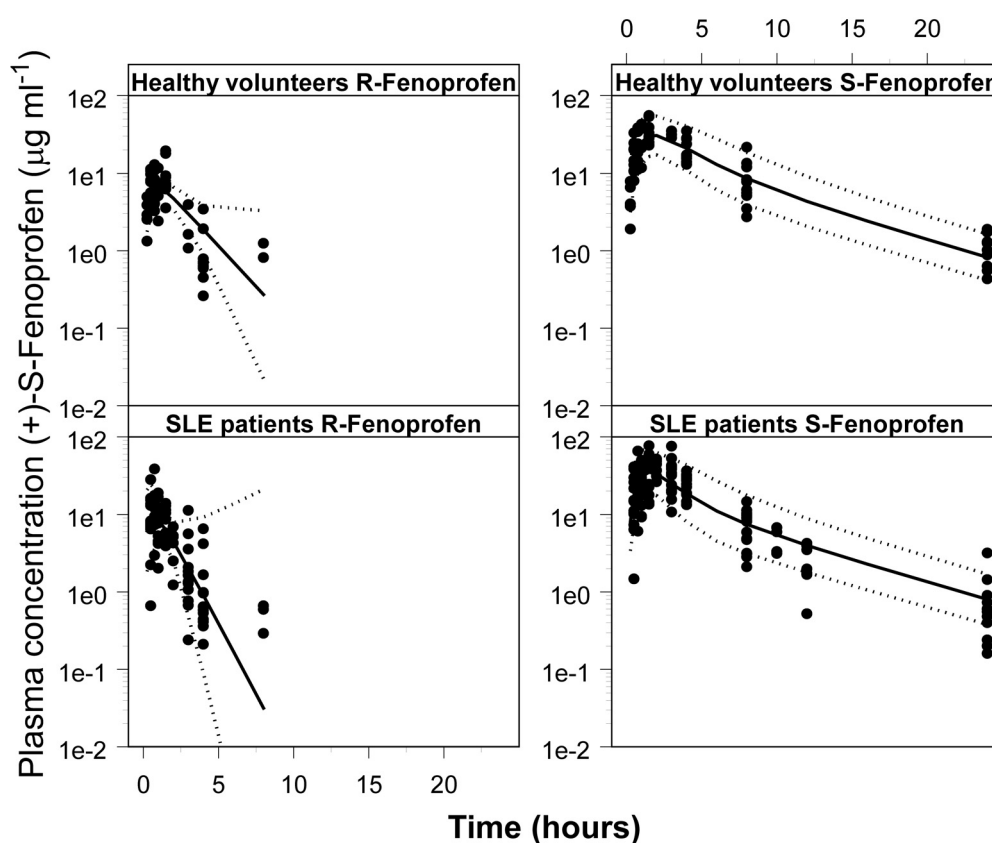 0 5 10 15 20
Healthy volunteers R-Fenoprofen
Healthy volunteers S-Fenoprofen
1e2 1e2
1e1 1e1
1e0 1e0
1e-1 1e-1
1e-2 1e-2
SLE patients R-Fenoprofen
SLE patients S-Fenoprofen
1e2 1e2
1e1 1e1
1e0 1e0
1e-1 1e-1
1e-2 1e-2
0 5 10 15 20
Plasma concentration (+)-S-Fenoprofen (µg ml⁻¹)
Time (hours)